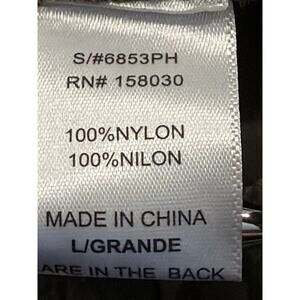 S/#6853PH
RN# 158030
100%NYLON
100%NILON
MADE IN CHINA
L/GRANDE
ARE IN THE BACK